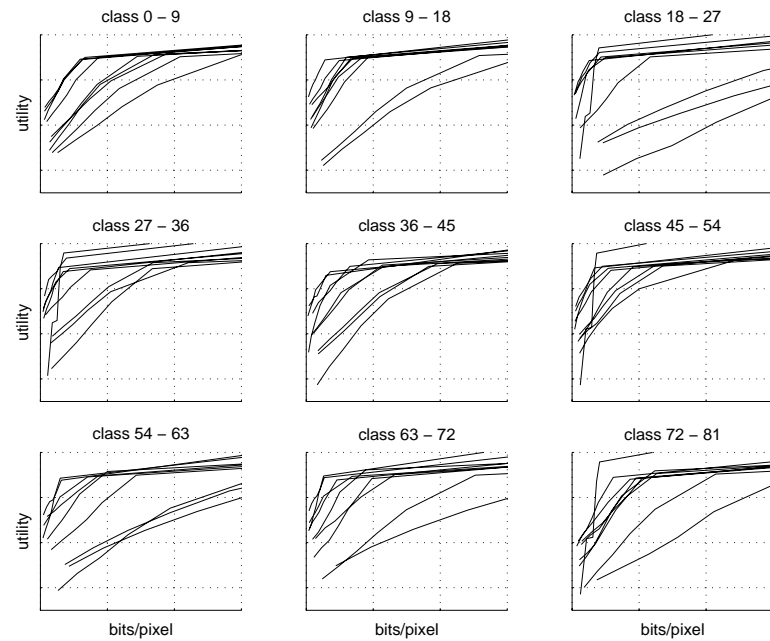 class 0 − 9
class 9 − 18
class 18 − 27
utility
class 27 − 36
class 36 − 45
class 45 − 54
utility
class 54 − 63
class 63 − 72
class 72 − 81
utility
bits/pixel
bits/pixel
bits/pixel